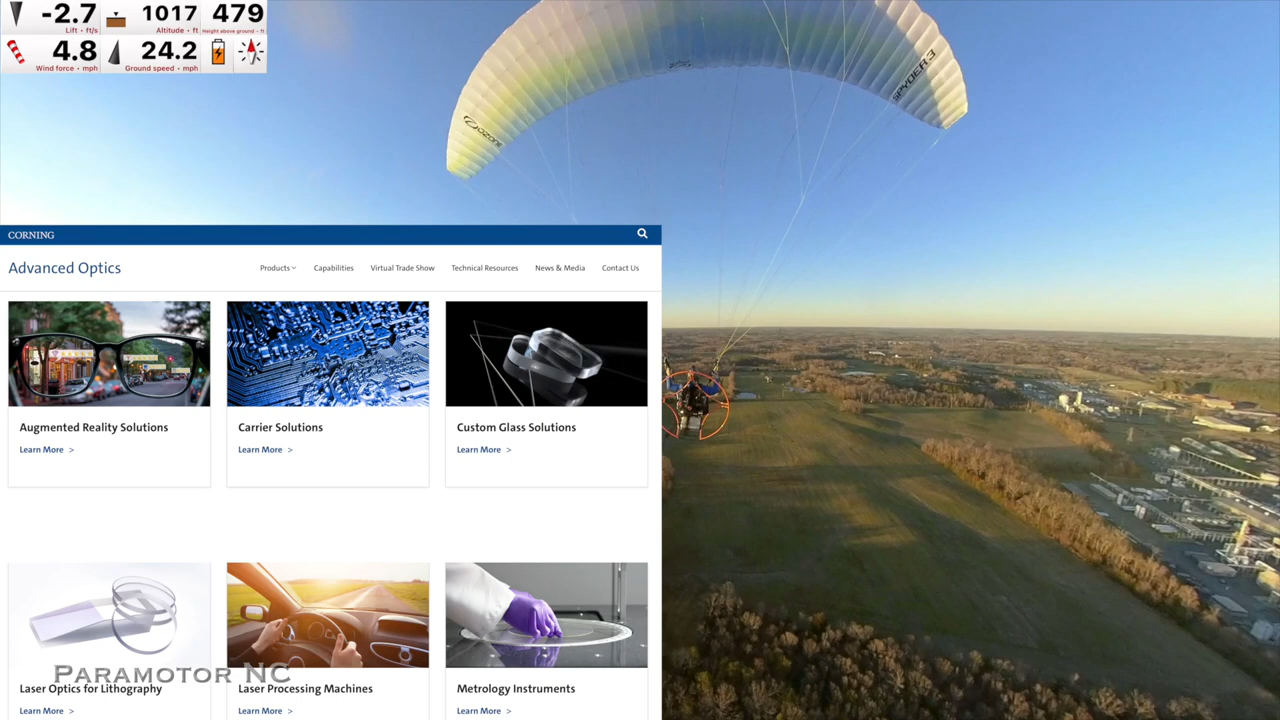 -2.7
Lift • ft/s
1017
Altitude • ft
479
Height above ground • ft
4.8
Wind force • mph
24.2
Ground speed • mph
OZONE
SPYDER 3
CORNING
Advanced Optics
Products
Capabilities
Virtual Trade Show
Technical Resources
News & Media
Contact Us
Augmented Reality Solutions
Learn More >
Carrier Solutions
Learn More >
Custom Glass Solutions
Learn More >
PARAMOTOR NC
Laser Optics for Lithography
Learn More >
Laser Processing Machines
Learn More >
Metrology Instruments
Learn More >